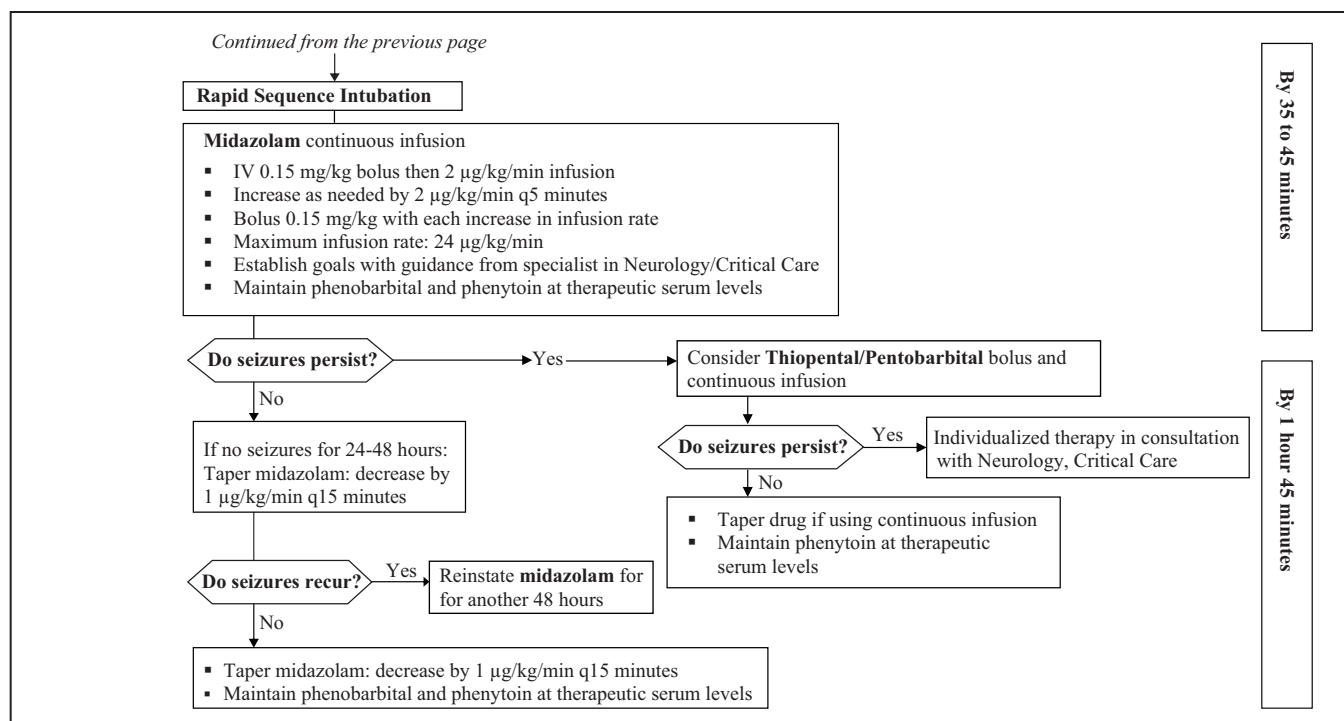 Continued from the previous page
Rapid Sequence Intubation
Midazolam continuous infusion
▪ IV 0.15 mg/kg bolus then 2 µg/kg/min infusion
▪ Increase as needed by 2 µg/kg/min q5 minutes
▪ Bolus 0.15 mg/kg with each increase in infusion rate
▪ Maximum infusion rate: 24 µg/kg/min
▪ Establish goals with guidance from specialist in Neurology/Critical Care
▪ Maintain phenobarbital and phenytoin at therapeutic serum levels
By 35 to 45 minutes
Do seizures persist?
Yes
Consider Thiopental/Pentobarbital bolus and
continuous infusion
No
If no seizures for 24-48 hours:
Taper midazolam: decrease by
1 µg/kg/min q15 minutes
Do seizures persist?
Yes
Individualized therapy in consultation
with Neurology, Critical Care
No
▪ Taper drug if using continuous infusion
▪ Maintain phenytoin at therapeutic
serum levels
Do seizures recur?
Yes
Reinstate midazolam for
for another 48 hours
No
▪ Taper midazolam: decrease by 1 µg/kg/min q15 minutes
▪ Maintain phenobarbital and phenytoin at therapeutic serum levels
By 1 hour 45 minutes